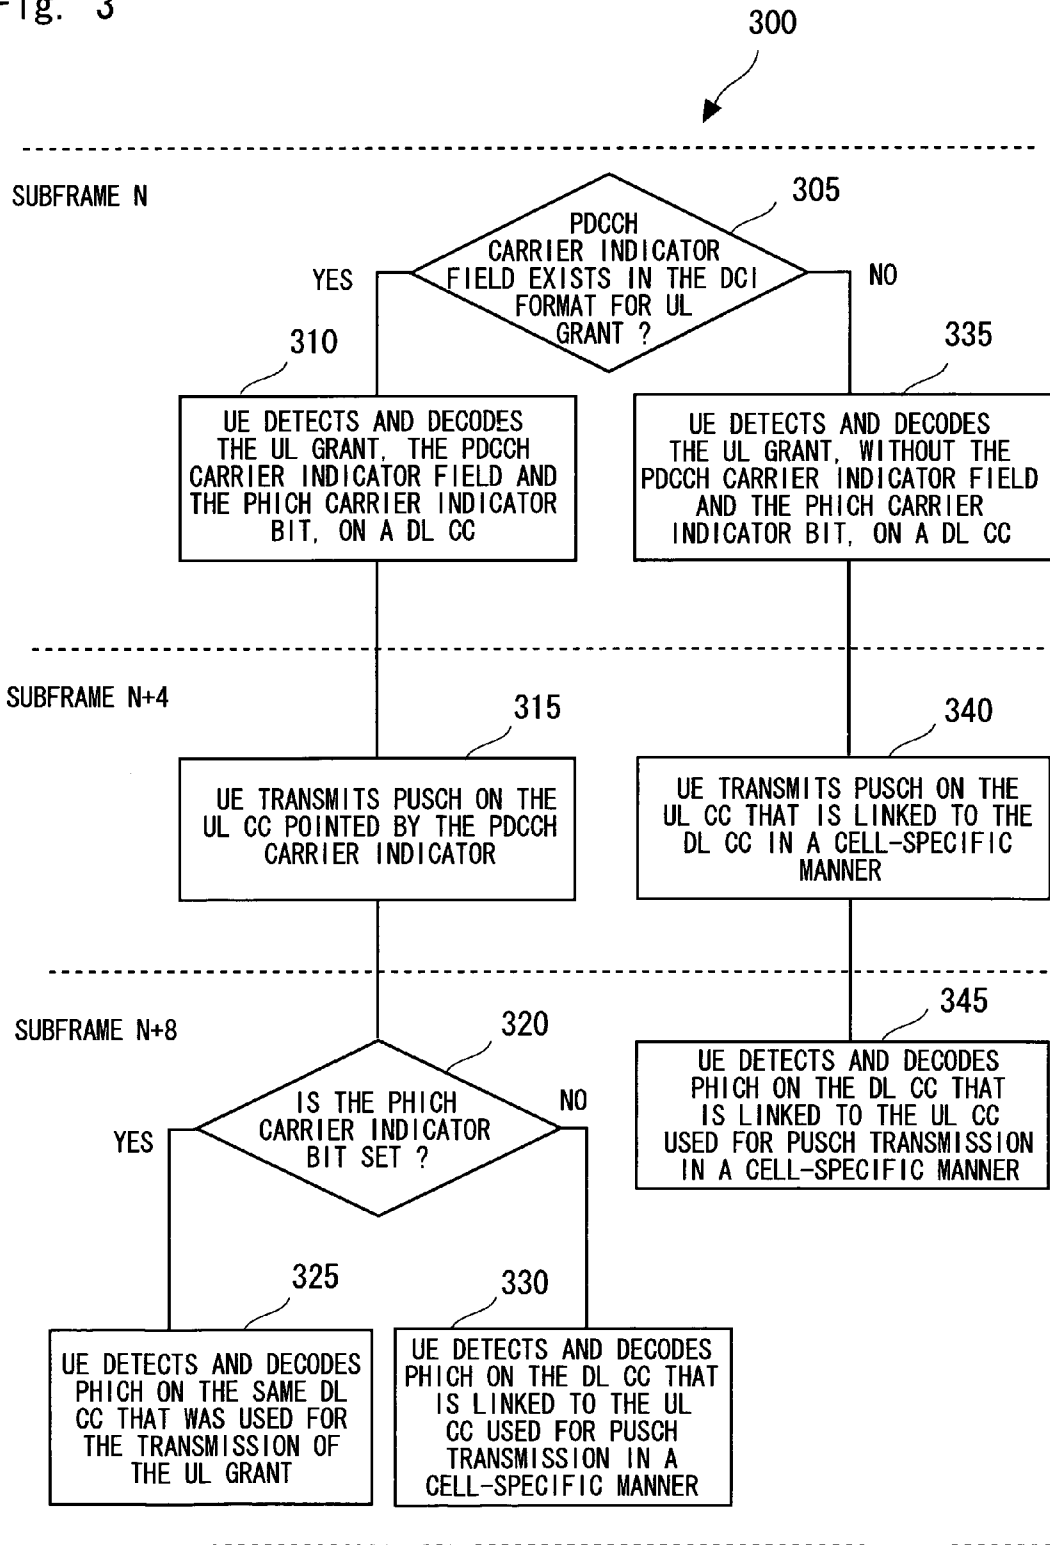 Fig. 3
300
SUBFRAME N
305
PDCCH
CARRIER INDICATOR
FIELD EXISTS IN THE DCI
FORMAT FOR UL
GRANT ?
YES
NO
310
UE DETECTS AND DECODES
THE UL GRANT, THE PDCCH
CARRIER INDICATOR FIELD AND
THE PHICH CARRIER INDICATOR
BIT, ON A DL CC
335
UE DETECTS AND DECODES
THE UL GRANT, WITHOUT THE
PDCCH CARRIER INDICATOR FIELD
AND THE PHICH CARRIER
INDICATOR BIT, ON A DL CC
SUBFRAME N+4
315
UE TRANSMITS PUSCH ON THE
UL CC POINTED BY THE PDCCH
CARRIER INDICATOR
340
UE TRANSMITS PUSCH ON THE
UL CC THAT IS LINKED TO THE
DL CC IN A CELL-SPECIFIC
MANNER
SUBFRAME N+8
320
IS THE PHICH
CARRIER INDICATOR
BIT SET ?
YES
NO
345
UE DETECTS AND DECODES
PHICH ON THE DL CC THAT
IS LINKED TO THE UL CC
USED FOR PUSCH TRANSMISSION
IN A CELL-SPECIFIC MANNER
325
UE DETECTS AND DECODES
PHICH ON THE SAME DL
CC THAT WAS USED FOR
THE TRANSMISSION OF
THE UL GRANT
330
UE DETECTS AND DECODES
PHICH ON THE DL CC THAT
IS LINKED TO THE UL
CC USED FOR PUSCH
TRANSMISSION IN A
CELL-SPECIFIC MANNER